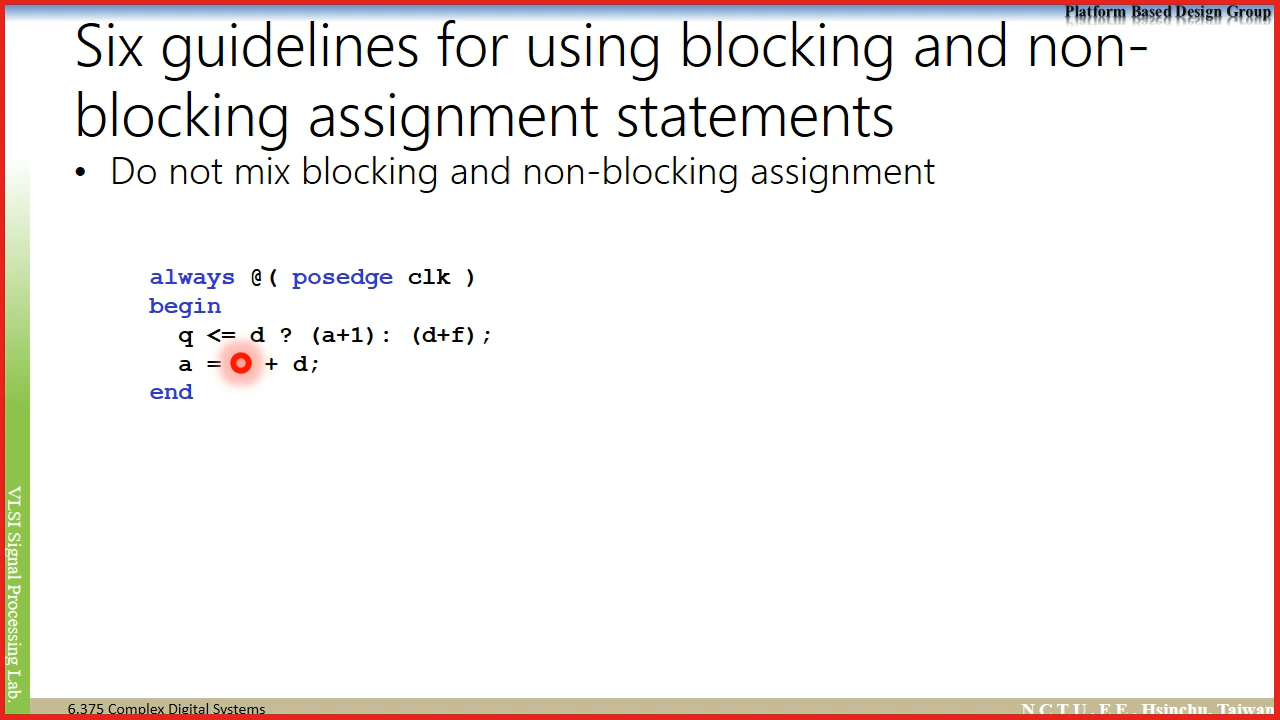 Platform Based Design Group
Six guidelines for using blocking and non-
blocking assignment statements
• Do not mix blocking and non-blocking assignment
always @( posedge clk )
begin
q <= d ? (a+1): (d+f);
a = + d;
end
VLSI Signal Processing Lab.
6.375 Complex Digital Systems
N C T U . E E , Hsinchu, Taiwan